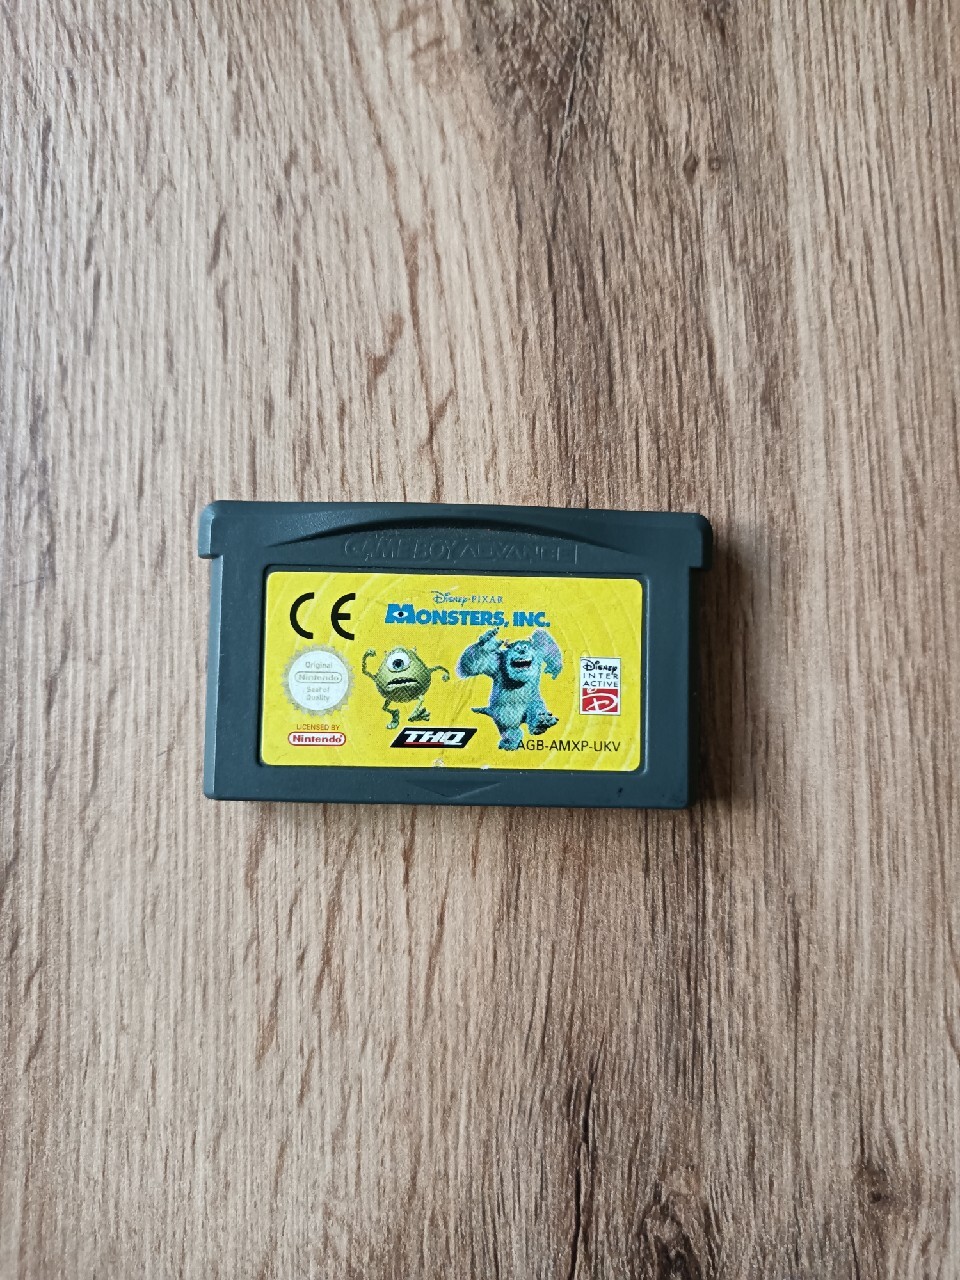 GAME BOY ADVANCE
CE
Disney·PIXAR
MONSTERS, INC.
Original
Nintendo
Seal of
Quality
LICENSED BY
Nintendo
THQ
Disney
INTER
ACTIVE
D
AGB-AMXP-UKV